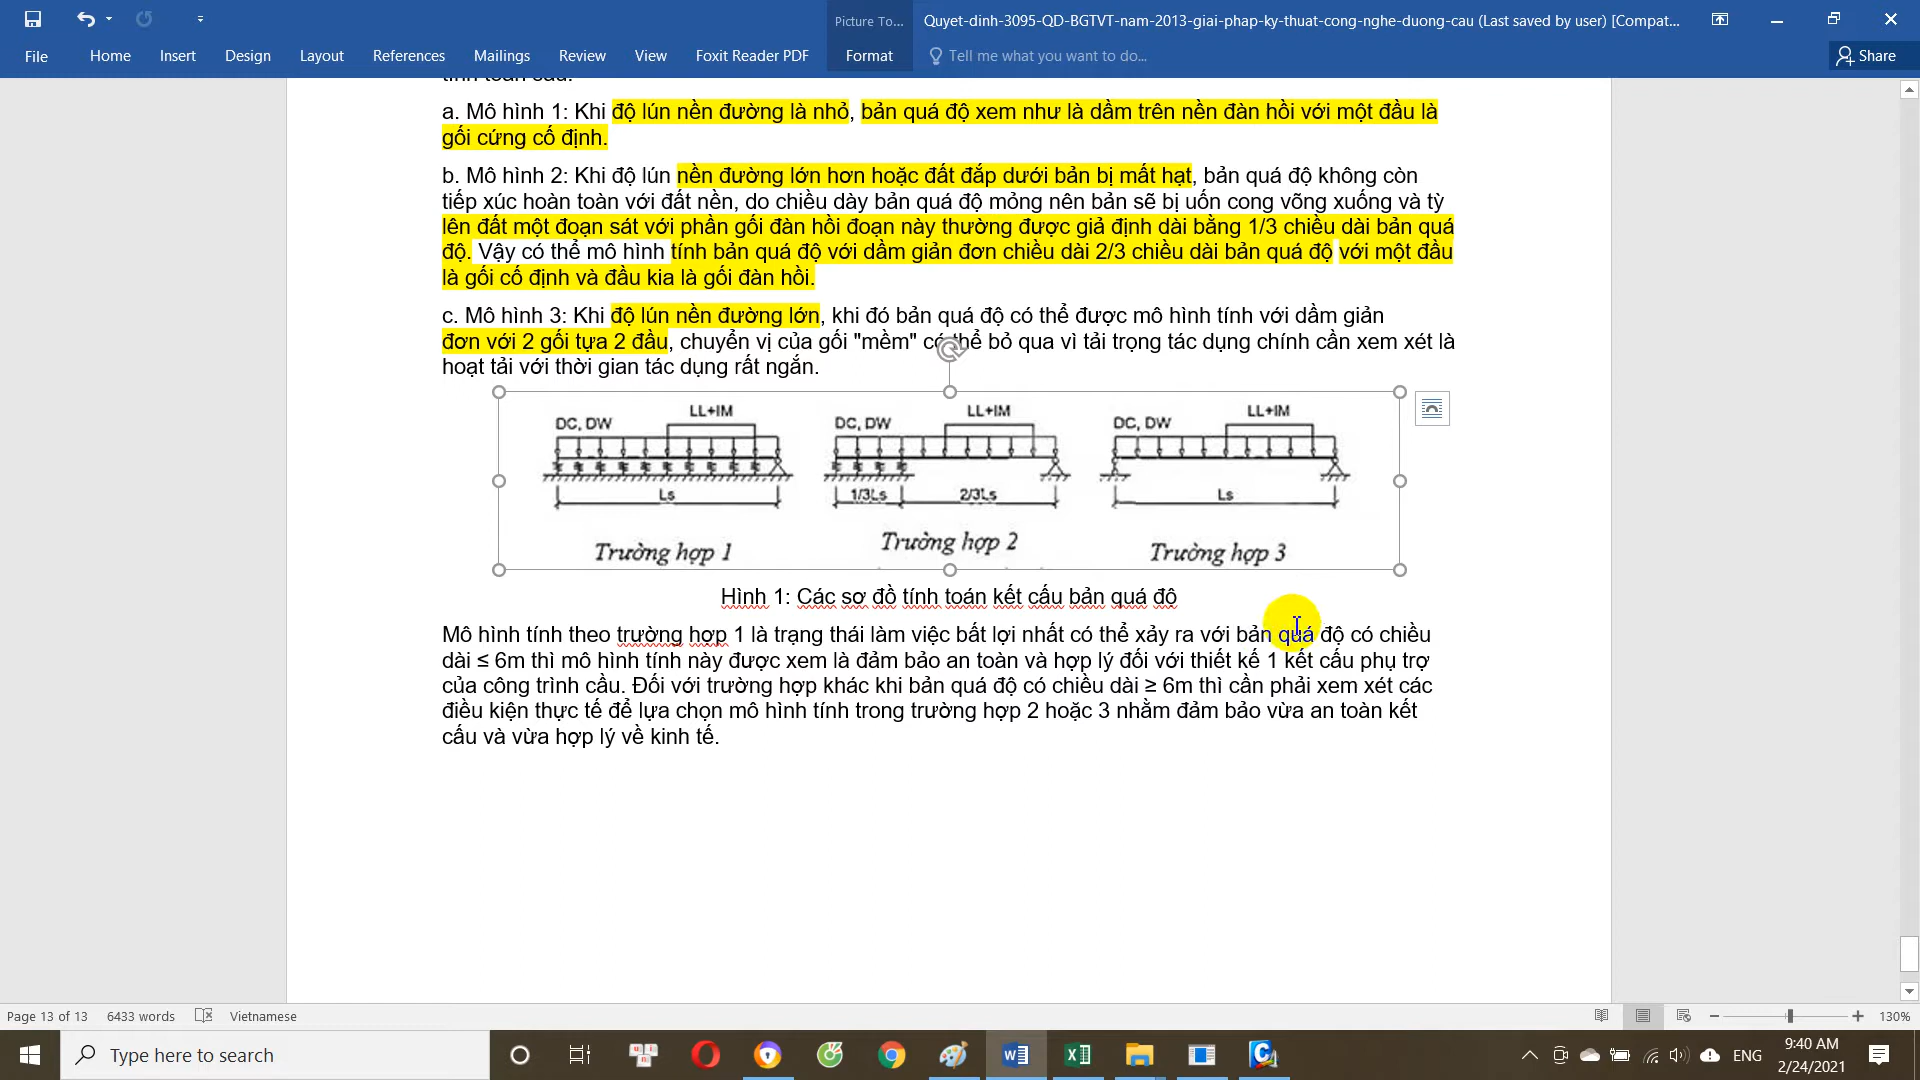 Picture To...
Quyet-dinh-3095-QD-BGTVT-nam-2013-giai-phap-ky-thuat-cong-nghe-duong-cau (Last saved by user) [Compat...
File Home Insert Design Layout References Mailings Review View Foxit Reader PDF Format Tell me what you want to do... Share
a. Mô hình 1: Khi độ lún nền đường là nhỏ, bản quá độ xem như là dầm trên nền đàn hồi với một đầu là
gối cứng cố định.
b. Mô hình 2: Khi độ lún nền đường lớn hơn hoặc đất đắp dưới bản bị mất hạt, bản quá độ không còn
tiếp xúc hoàn toàn với đất nền, do chiều dày bản quá độ mỏng nên bản sẽ bị uốn cong võng xuống và tỳ
lên đất một đoạn sát với phần gối đàn hồi đoạn này thường được giả định dài bằng 1/3 chiều dài bản quá
độ. Vậy có thể mô hình tính bản quá độ với dầm giản đơn chiều dài 2/3 chiều dài bản quá độ với một đầu
là gối cố định và đầu kia là gối đàn hồi.
c. Mô hình 3: Khi độ lún nền đường lớn, khi đó bản quá độ có thể được mô hình tính với dầm giản
đơn với 2 gối tựa 2 đầu, chuyển vị của gối "mềm" có thể bỏ qua vì tải trọng tác dụng chính cần xem xét là
hoạt tải với thời gian tác dụng rất ngắn.
LL+IM LL+IM LL+IM
DC, DW DC, DW DC, DW
Ls 1/3Ls 2/3Ls Ls
Trường hợp 1 Trường hợp 2 Trường hợp 3
Hình 1: Các sơ đồ tính toán kết cấu bản quá độ
Mô hình tính theo trường hợp 1 là trạng thái làm việc bất lợi nhất có thể xảy ra với bản quá độ có chiều
dài ≤ 6m thì mô hình tính này được xem là đảm bảo an toàn và hợp lý đối với thiết kế 1 kết cấu phụ trợ
của công trình cầu. Đối với trường hợp khác khi bản quá độ có chiều dài ≥ 6m thì cần phải xem xét các
điều kiện thực tế để lựa chọn mô hình tính trong trường hợp 2 hoặc 3 nhằm đảm bảo vừa an toàn kết
cấu và vừa hợp lý về kinh tế.
Page 13 of 13 6433 words Vietnamese 130%
Type here to search
ENG
9:40 AM
2/24/2021